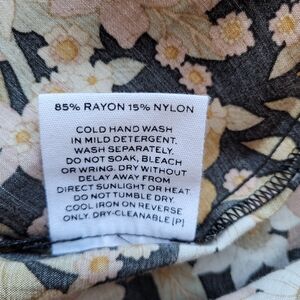 85% RAYON 15% NYLON
COLD HAND WASH
IN MILD DETERGENT.
WASH SEPARATELY.
DO NOT SOAK, BLEACH
OR WRING. DRY WITHOUT
DELAY AWAY FROM
DIRECT SUNLIGHT OR HEAT.
DO NOT TUMBLE DRY.
COOL IRON ON REVERSE
ONLY. DRY-CLEANABLE [P]